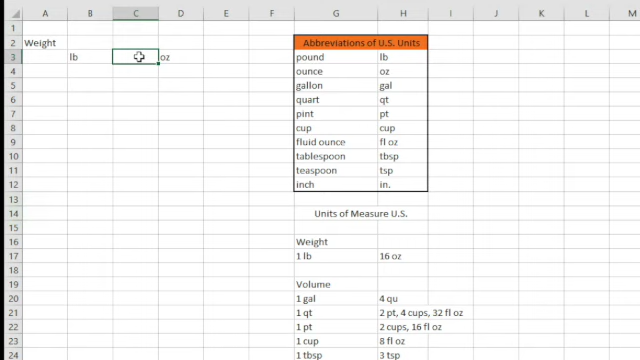 A B C D E F G H I J K L M
1
2 Weight Abbreviations of U.S. Units
3 lb oz pound lb
4 ounce oz
5 gallon gal
6 quart qt
7 pint pt
8 cup cup
9 fluid ounce fl oz
10 tablespoon tbsp
11 teaspoon tsp
12 inch in.
13
14 Units of Measure U.S.
15
16 Weight
17 1 lb 16 oz
18
19 Volume
20 1 gal 4 qu
21 1 qt 2 pt, 4 cups, 32 fl oz
22 1 pt 2 cups, 16 fl oz
23 1 cup 8 fl oz
24 1 tbsp 3 tsp